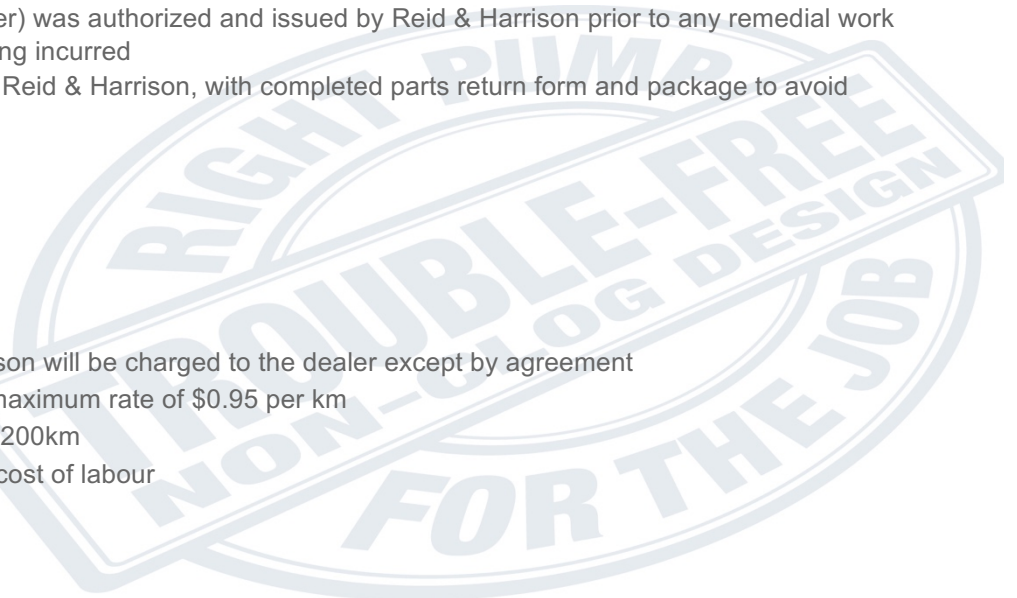 er) was authorized and issued by Reid & Harrison prior to any remedial work
ng incurred
Reid & Harrison, with completed parts return form and package to avoid
RIGHT PUMP
TROUBLE-FREE
NON-CLOG DESIGN
FOR THE JOB
son will be charged to the dealer except by agreement
naximum rate of $0.95 per km
200km
cost of labour